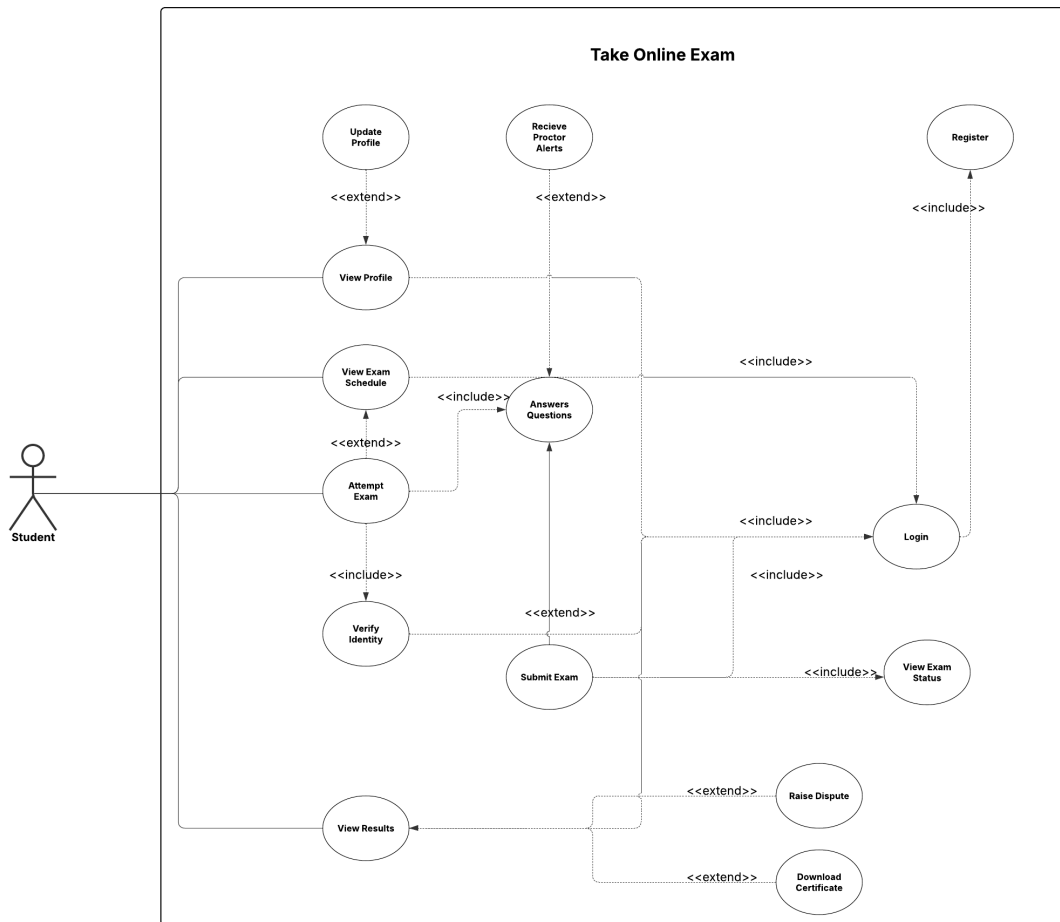 Take Online Exam
Update
Profile
Recieve
Proctor
Alerts
Register
<<extend>>
<<extend>>
<<include>>
View Profile
View Exam
Schedule
<<include>>
<<include>>
Answers
Questions
<<extend>>
Attempt
Exam
Student
<<include>>
Login
<<include>>
<<include>>
Verify
Identity
<<extend>>
Submit Exam
<<include>>
View Exam
Status
<<extend>>
Raise Dispute
View Results
<<extend>>
Download
Certificate